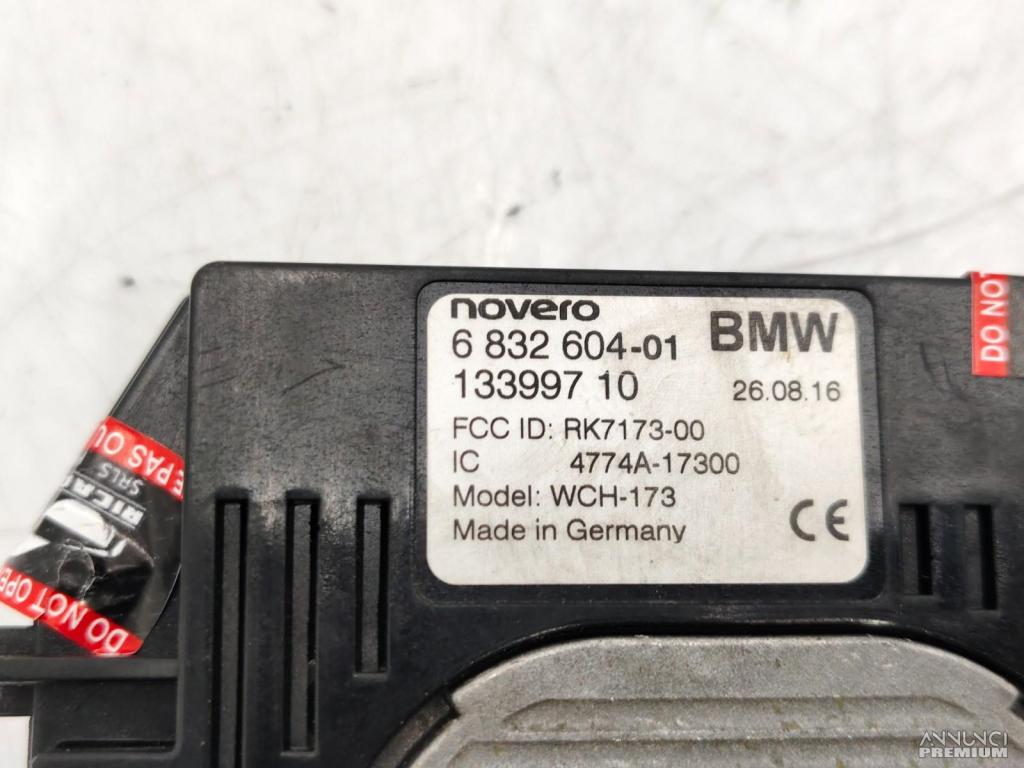 novero
BMW
6 832 604-01
133997 10
26.08.16
FCC ID: RK7173-00
IC 4774A-17300
Model: WCH-173
Made in Germany
CE
DO NOT
E PAS OU
SRLS
DO NOT OPE
ANNUNCI
PREMIUM